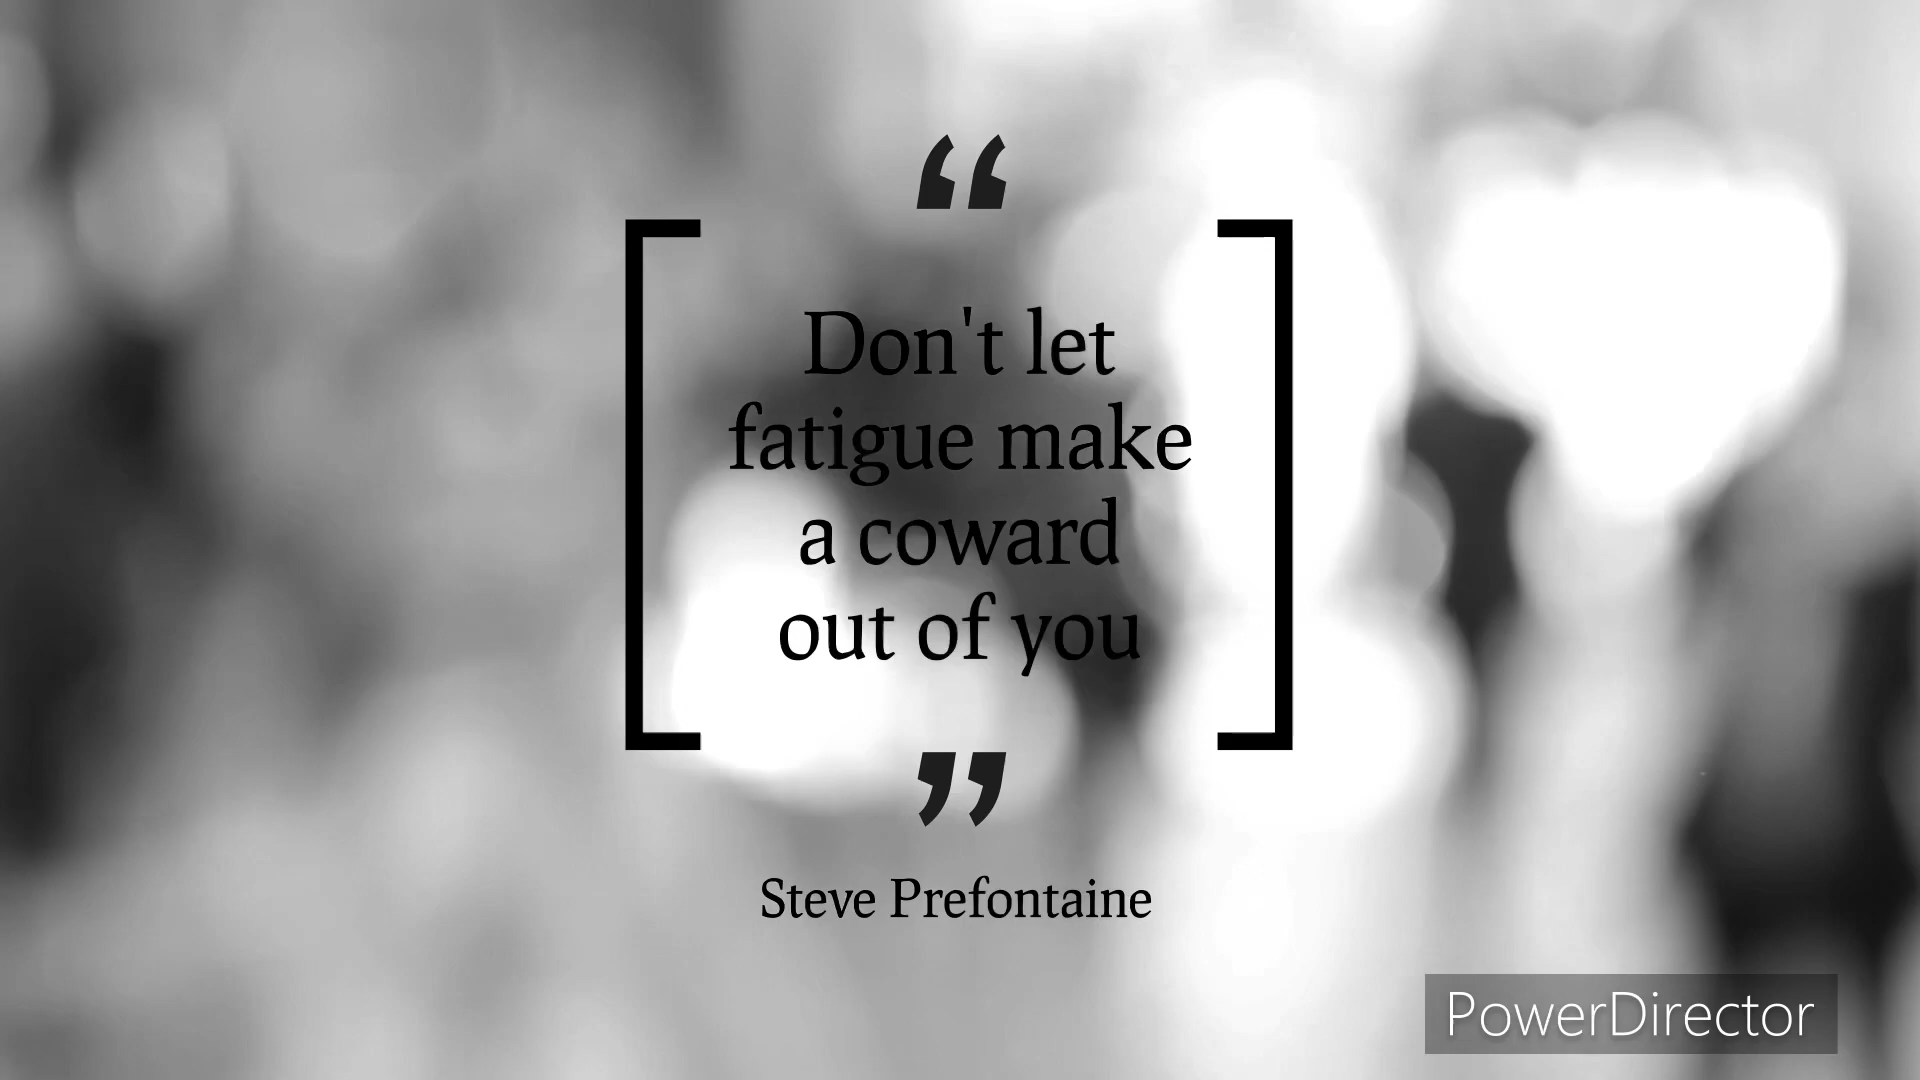 “
Don't let
fatigue make
a coward
out of you
”
Steve Prefontaine
PowerDirector